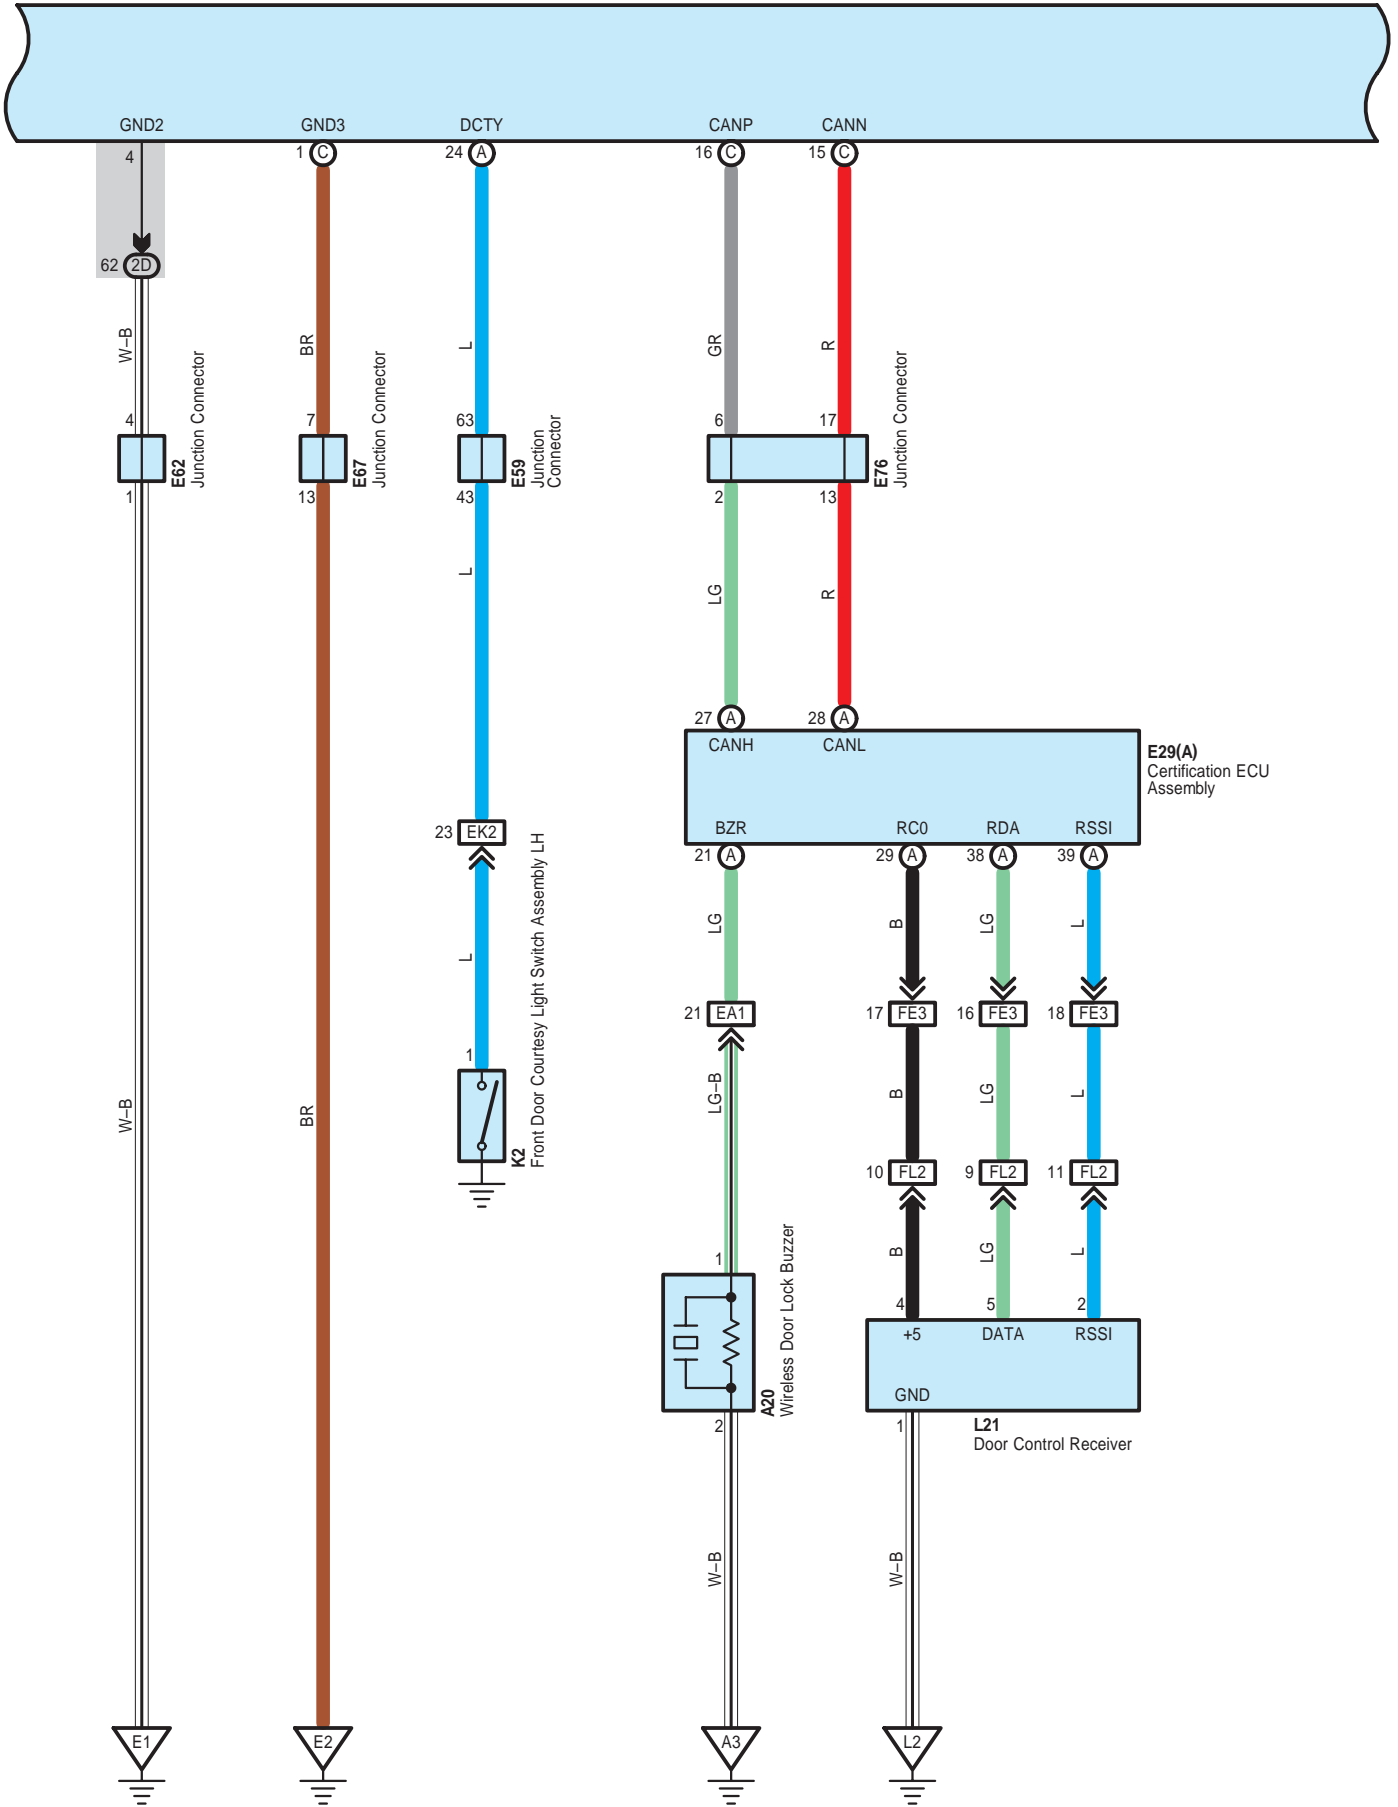 GND2 GND3 DCTY CANP CANN
4 1 C 24 A 16 C 15 C
62 2D
W–B BR L GR R
4 7 63 6 17
E62 Junction Connector
E67 Junction Connector
E59 Junction Connector
E76 Junction Connector
1 13 43 2 13
L LG R
27 A 28 A
CANH CANL
E29(A)
Certification ECU
Assembly
BZR RC0 RDA RSSI
23 EK2
21 A 29 A 38 A 39 A
LG B LG L
L
21 EA1 17 FE3 16 FE3 18 FE3
1
K2
Front Door Courtesy Light Switch Assembly LH
W–B BR LG–B B LG L
10 FL2 9 FL2 11 FL2
B LG L
1 4 5 2
A20
Wireless Door Lock Buzzer
+5 DATA RSSI
GND
2 1
L21
Door Control Receiver
W–B W–B
E1 E2 A3 L2